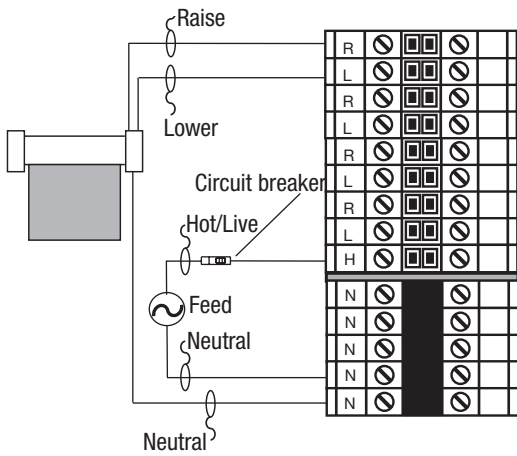 Raise
Lower
Circuit breaker
Hot/Live
Feed
Neutral
Neutral
R
L
R
L
R
L
R
L
H
N
N
N
N
N